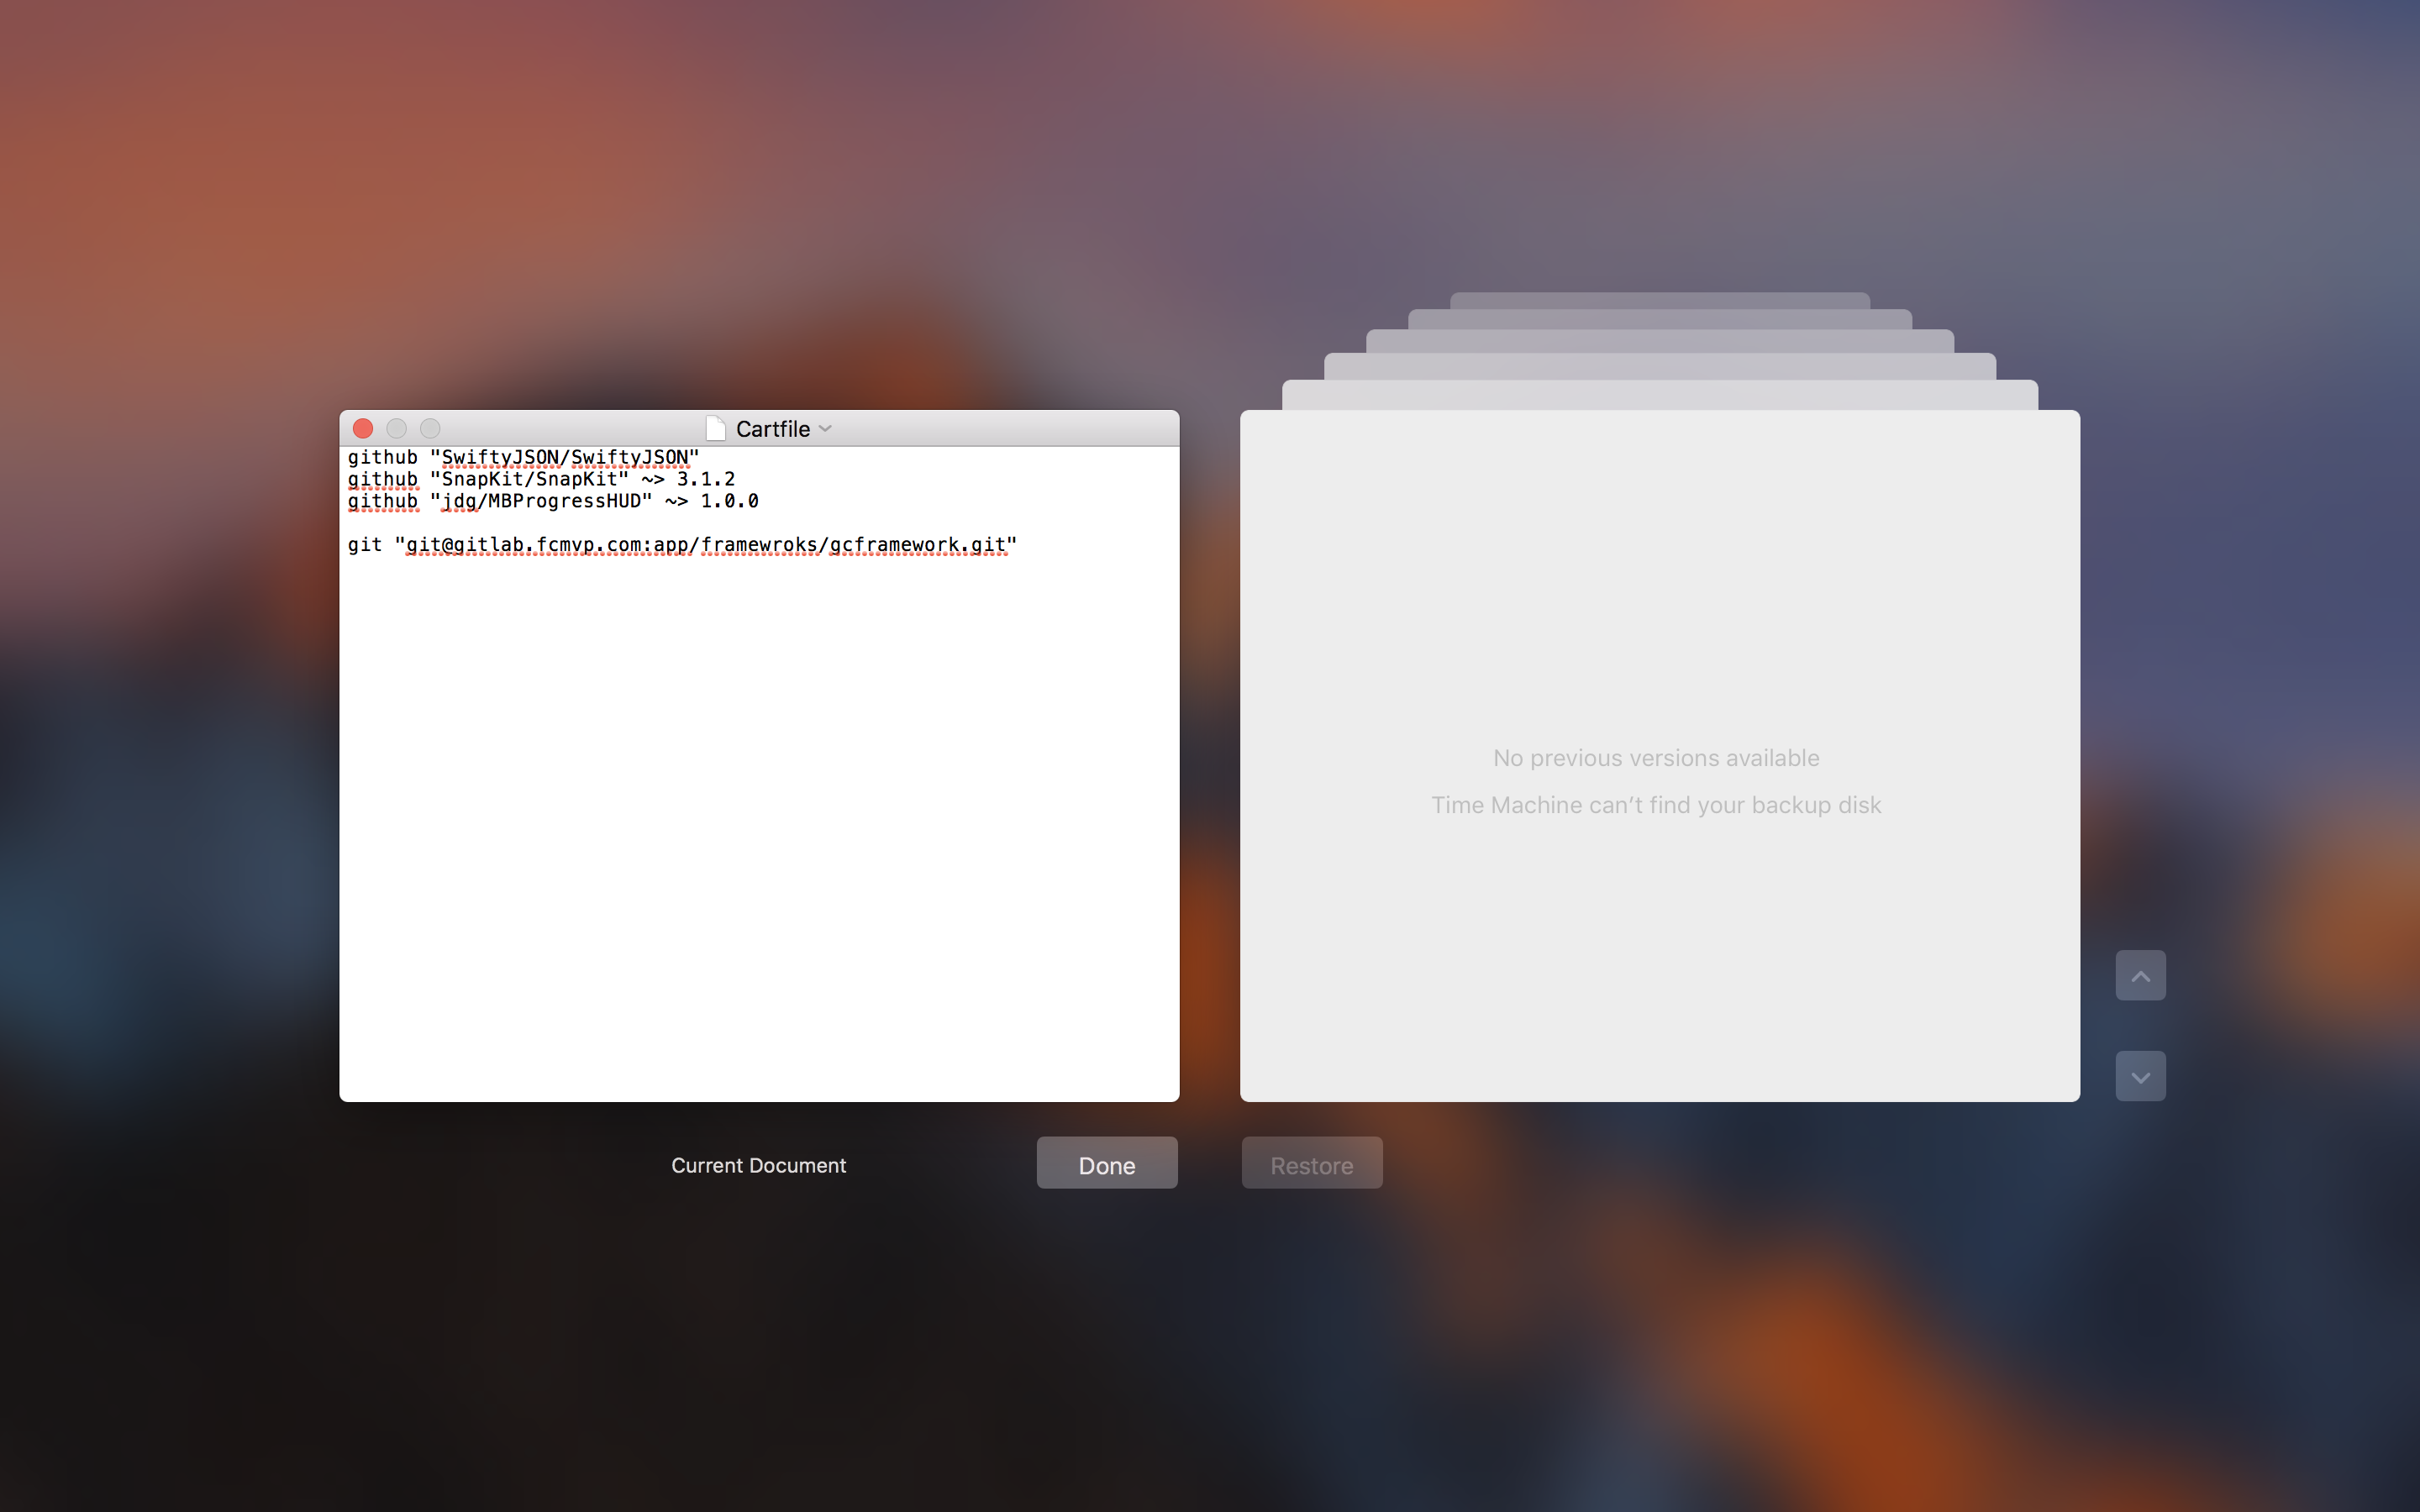 Cartfile
github "SwiftyJSON/SwiftyJSON"
github "SnapKit/SnapKit" ~> 3.1.2
github "jdg/MBProgressHUD" ~> 1.0.0
git "git@gitlab.fcmvp.com:app/framewroks/gcframework.git"
No previous versions available
Time Machine can’t find your backup disk
Current Document
Done
Restore